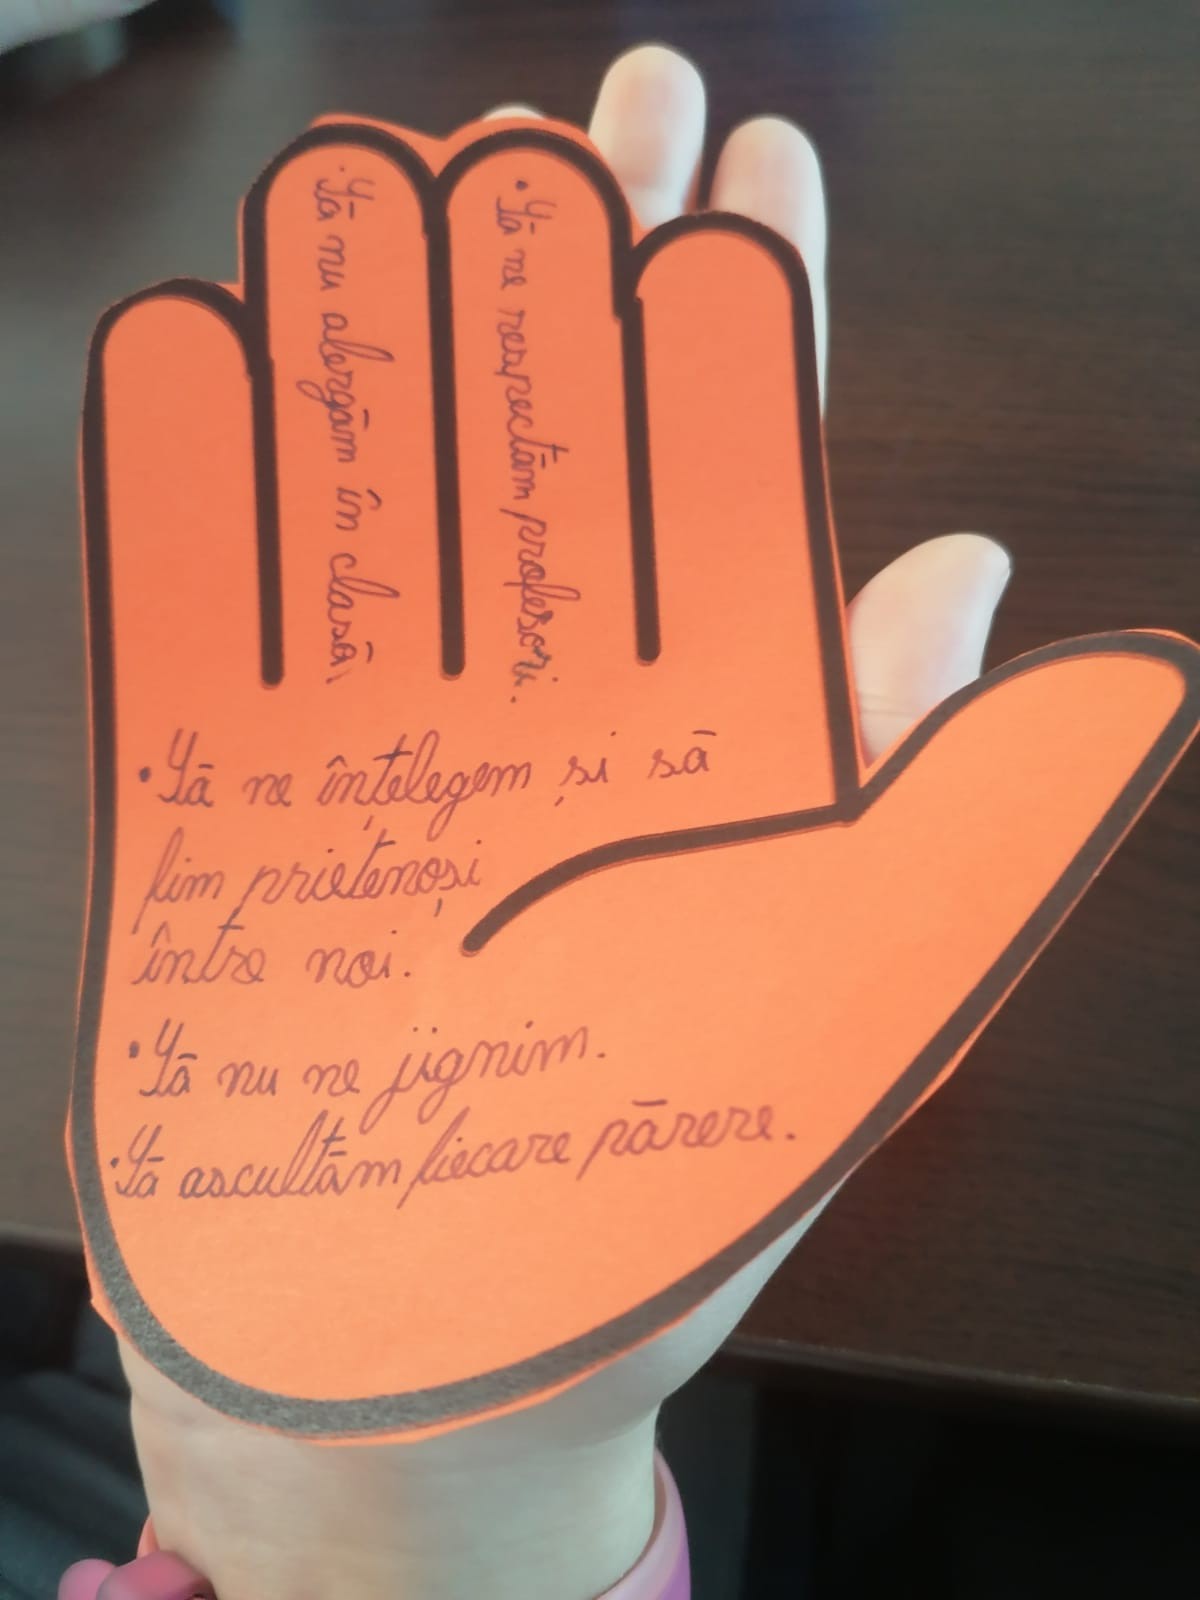 · Să nu alergăm în clasă
· Să ne respectăm profesori.
· Să ne înțelegem și să
fim prietenoși
între noi.
· Să nu ne jignim.
· Să ascultăm fiecare părere.